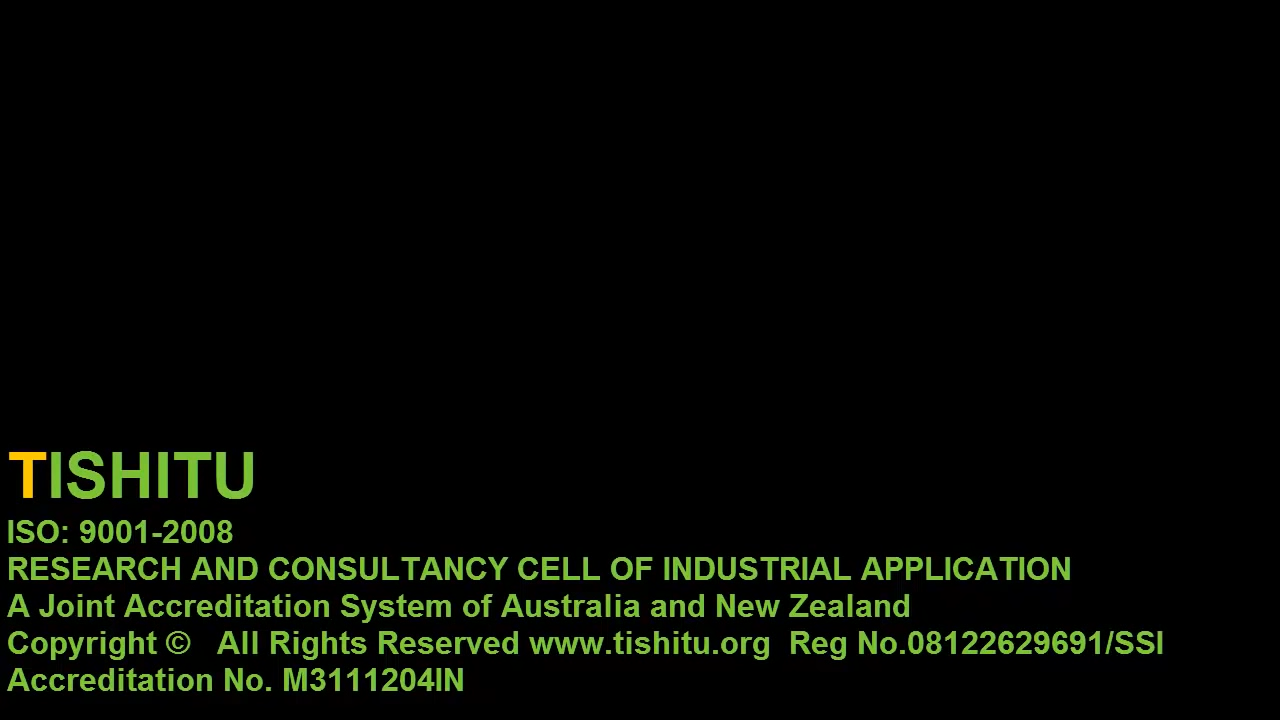 TISHITU
ISO: 9001-2008
RESEARCH AND CONSULTANCY CELL OF INDUSTRIAL APPLICATION
A Joint Accreditation System of Australia and New Zealand
Copyright ©   All Rights Reserved www.tishitu.org  Reg No.08122629691/SSI
Accreditation No. M3111204IN